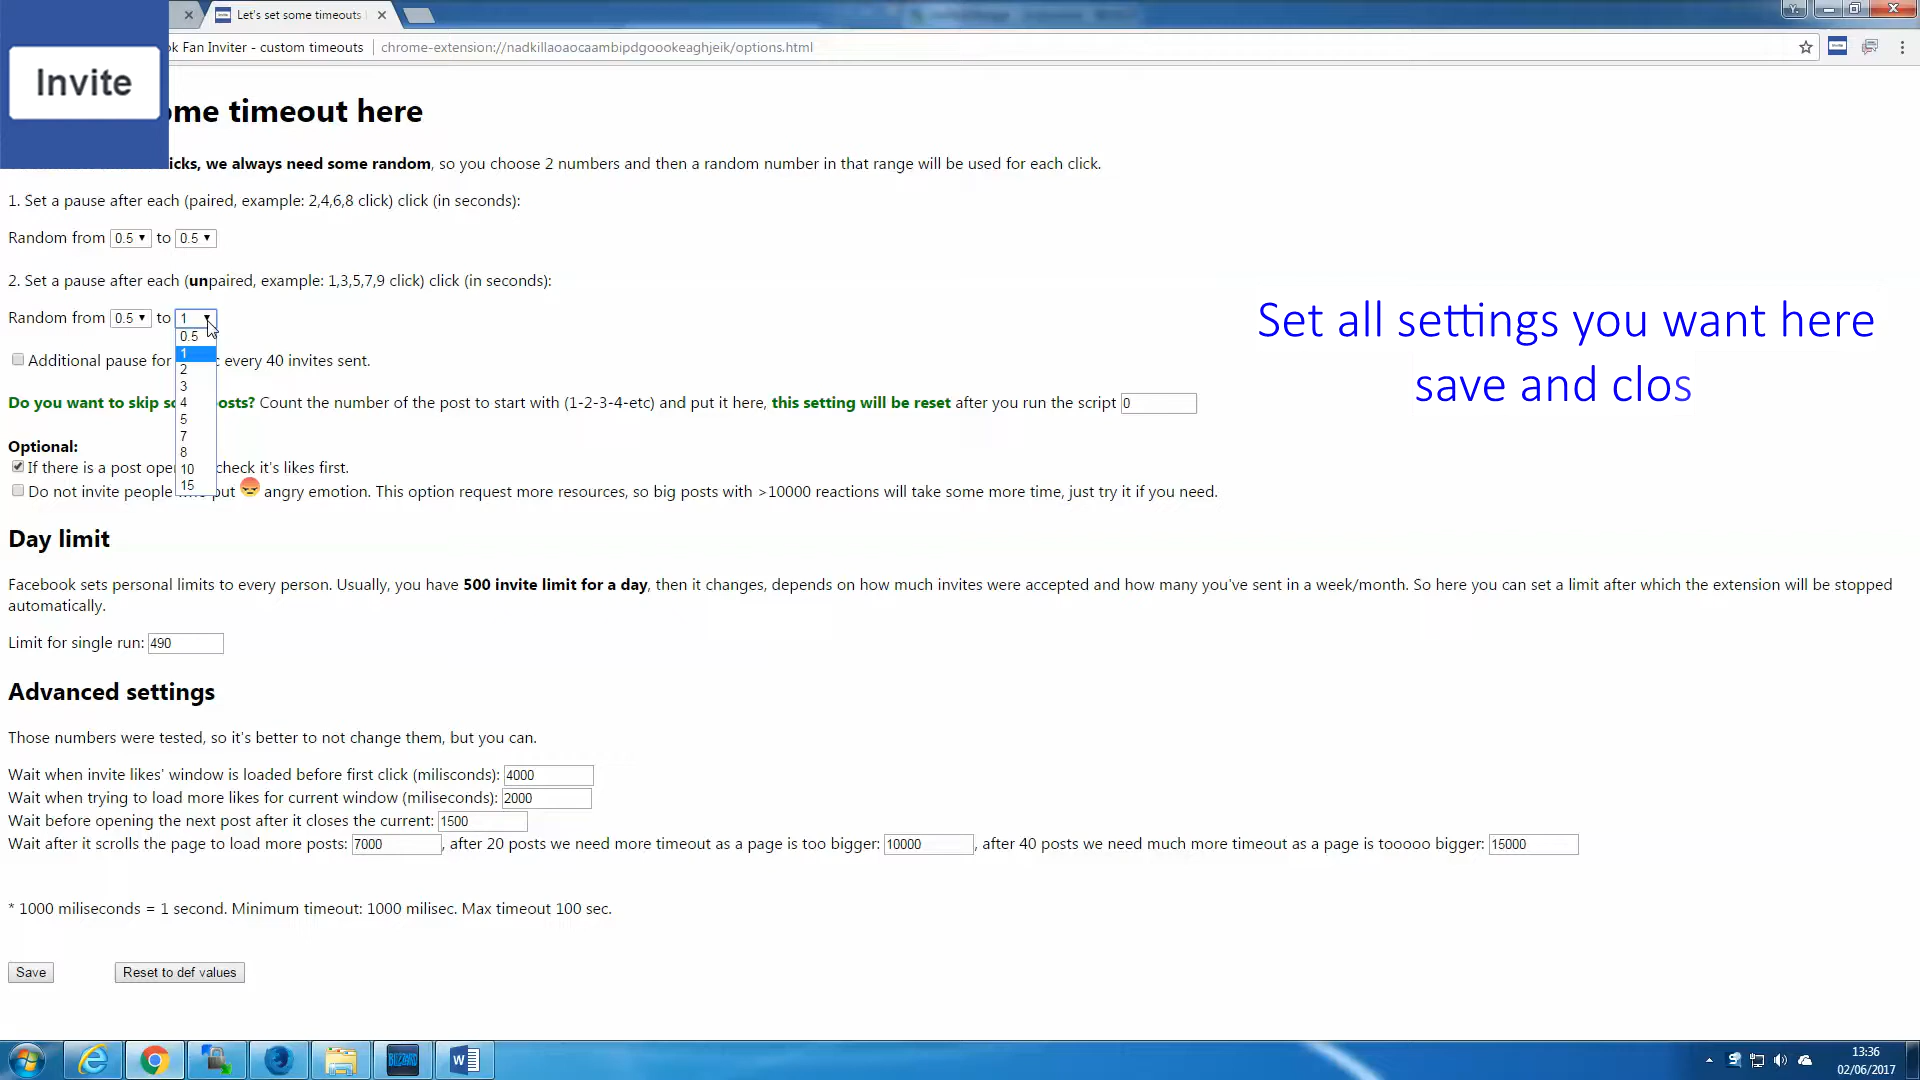 Let's set some timeouts
k Fan Inviter - custom timeouts
chrome-extension://nadkillaoaocaambipdgoookeaghjeik/options.html
Invite
me timeout here
icks, we always need some random, so you choose 2 numbers and then a random number in that range will be used for each click.
1. Set a pause after each (paired, example: 2,4,6,8 click) click (in seconds):
Random from 0.5 to 0.5
2. Set a pause after each (unpaired, example: 1,3,5,7,9 click) click (in seconds):
Random from 0.5 to 1
0.5
1
2
3
4
5
7
8
10
15
Additional pause for every 40 invites sent.
Do you want to skip so osts? Count the number of the post to start with (1-2-3-4-etc) and put it here, this setting will be reset after you run the script 0
Optional:
If there is a post ope check it's likes first.
Do not invite people put angry emotion. This option request more resources, so big posts with >10000 reactions will take some more time, just try it if you need.
Set all settings you want here
save and clos
Day limit
Facebook sets personal limits to every person. Usually, you have 500 invite limit for a day, then it changes, depends on how much invites were accepted and how many you've sent in a week/month. So here you can set a limit after which the extension will be stopped
automatically.
Limit for single run: 490
Advanced settings
Those numbers were tested, so it's better to not change them, but you can.
Wait when invite likes' window is loaded before first click (milisconds): 4000
Wait when trying to load more likes for current window (miliseconds): 2000
Wait before opening the next post after it closes the current: 1500
Wait after it scrolls the page to load more posts: 7000, after 20 posts we need more timeout as a page is too bigger: 10000, after 40 posts we need much more timeout as a page is tooooo bigger: 15000
* 1000 miliseconds = 1 second. Minimum timeout: 1000 milisec. Max timeout 100 sec.
Save
Reset to def values
BLIZZARD
13:36
02/06/2017